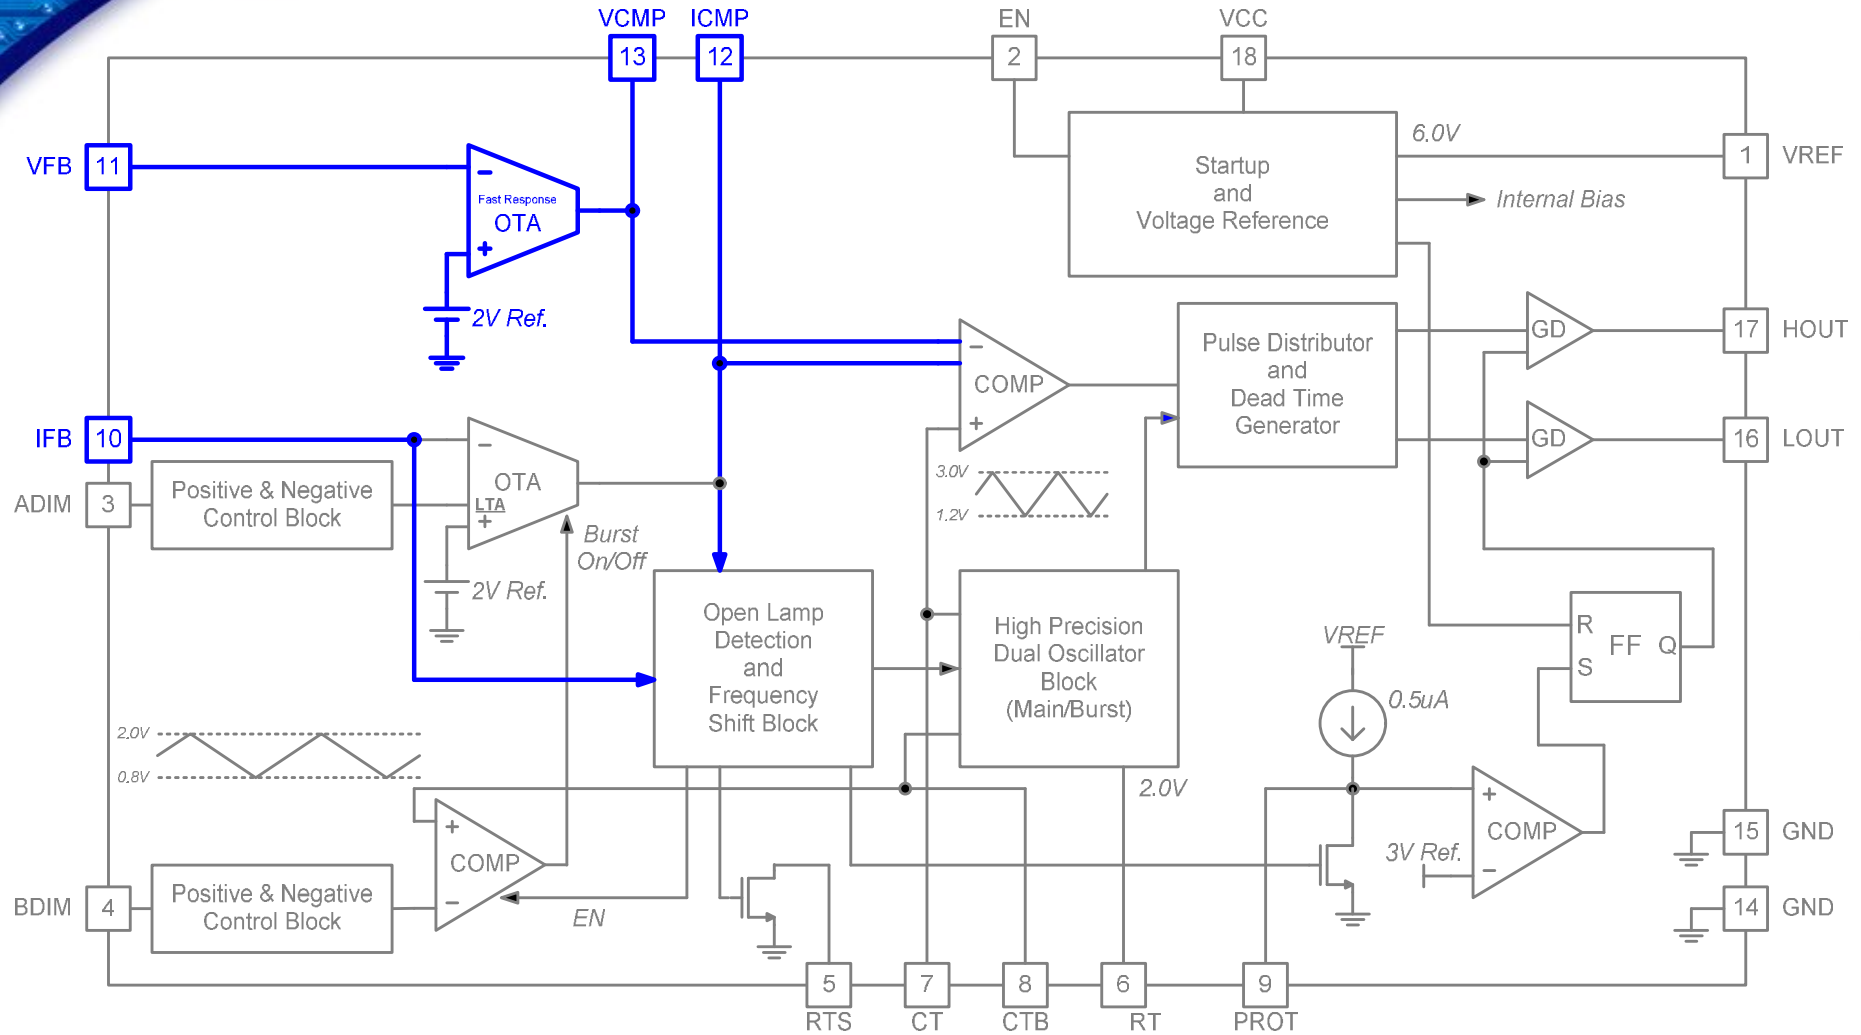 VCMP ICMP EN VCC
13 12 2 18
6.0V
VFB 11
−
Fast Response
OTA
+
2V Ref.
Startup
and
Voltage Reference
1 VREF
Internal Bias
Pulse Distributor
and
Dead Time
Generator
GD
17 HOUT
GD
16 LOUT
−
COMP
+
3.0V
1.2V
IFB 10
ADIM 3
Positive & Negative
Control Block
−
OTA
LTA
+
2V Ref.
Burst
On/Off
Open Lamp
Detection
and
Frequency
Shift Block
High Precision
Dual Oscillator
Block
(Main/Burst)
VREF
0.5uA
R
FF Q
S
2.0V
0.8V
2.0V
+
COMP
−
EN
BDIM 4
Positive & Negative
Control Block
+
COMP
−
3V Ref.
15 GND
14 GND
5 7 8 6 9
RTS CT CTB RT PROT